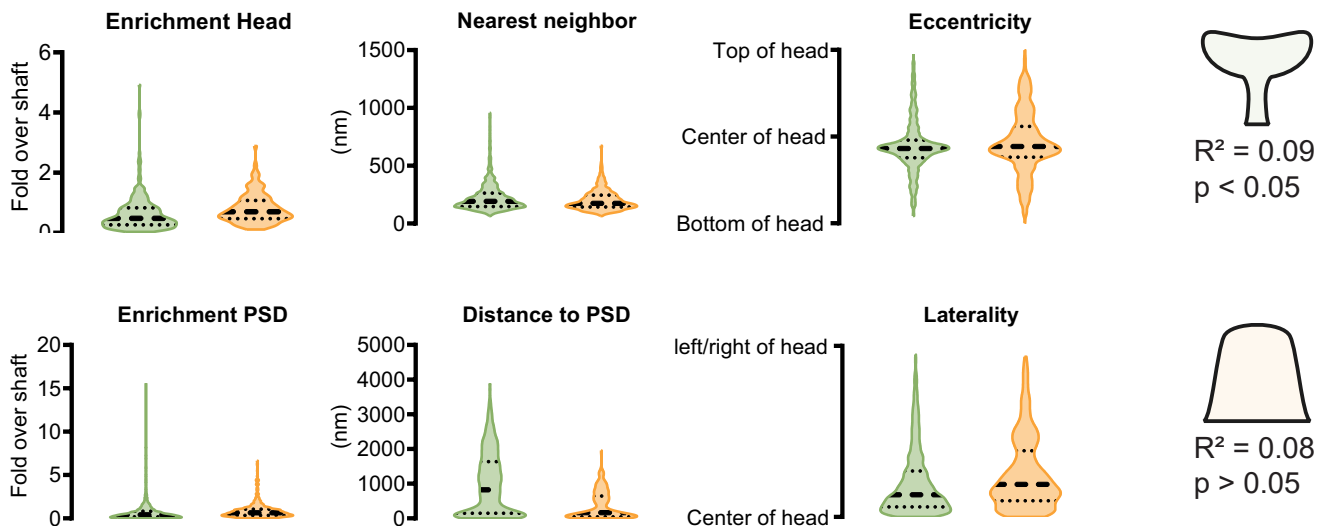 Enrichment Head
Fold over shaft
6
4
2
0
Nearest neighbor
(nm)
1500
1000
500
0
Eccentricity
Top of head
Center of head
Bottom of head
R² = 0.09
p < 0.05
Enrichment PSD
Fold over shaft
20
15
10
5
0
Distance to PSD
(nm)
5000
4000
3000
2000
1000
0
Laterality
left/right of head
Center of head
R² = 0.08
p > 0.05